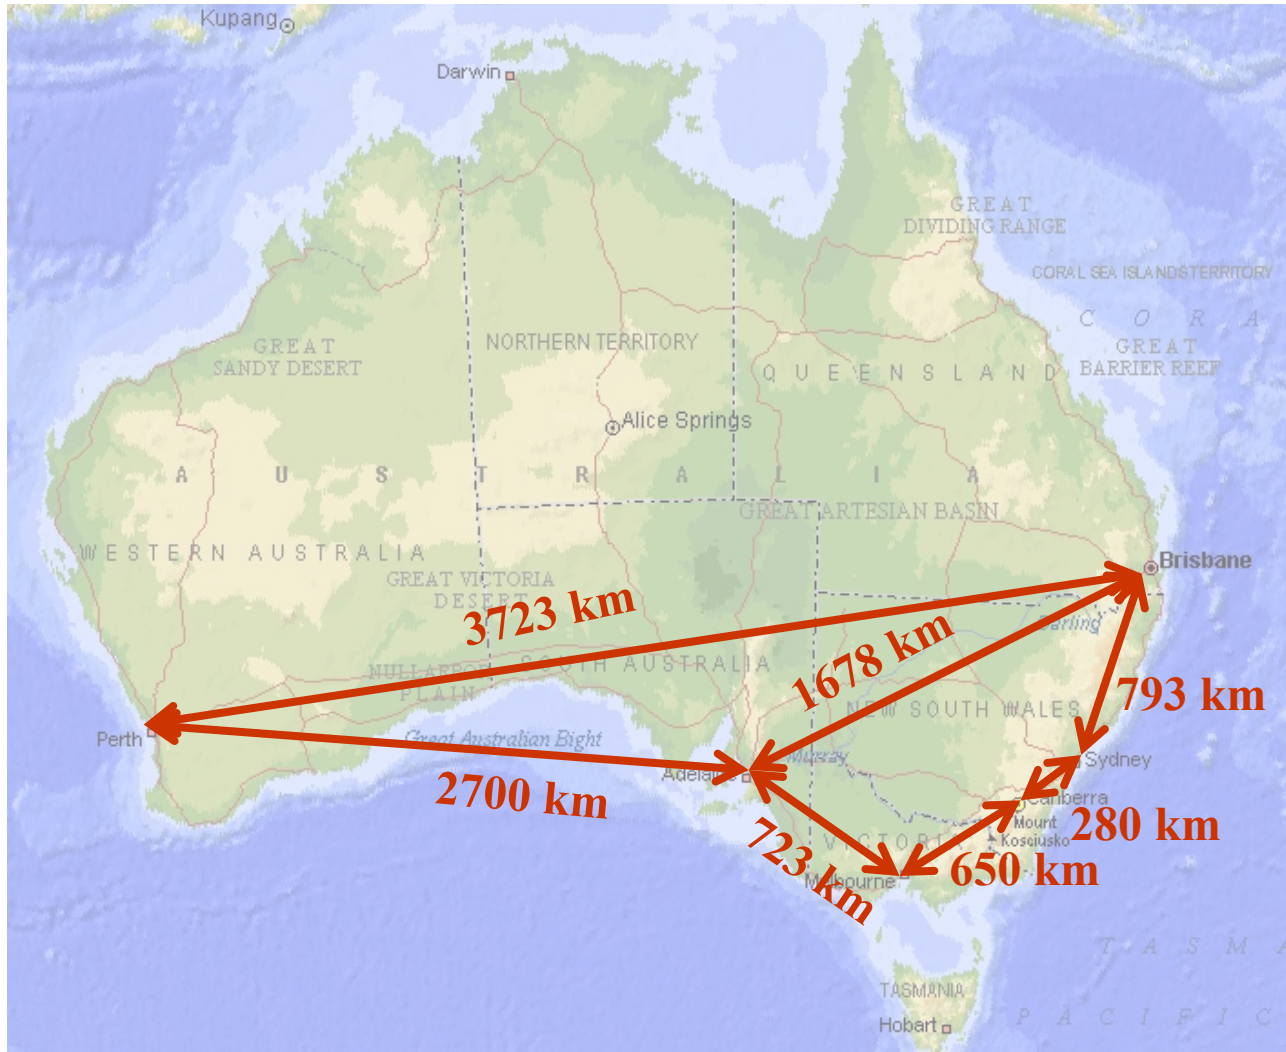 Kupang
Darwin
GREAT
DIVIDING RANGE
CORAL SEA ISLANDS TERRITORY
C O R A
NORTHERN TERRITORY
GREAT
SANDY DESERT
GREAT
BARRIER REEF
QUEENSLAND
Alice Springs
A U S T R A L I A
GREAT ARTESIAN BASIN
WESTERN AUSTRALIA
Brisbane
GREAT VICTORIA
DESERT
3723 km
Darling
1678 km
NULLARBOR
PLAIN
SOUTH AUSTRALIA
793 km
NEW SOUTH WALES
Perth
Great Australian Bight
Murray
Sydney
Adelaide
2700 km
Canberra
280 km
Mount
Kosciusko
VICTORIA
723 km
650 km
Melbourne
T A S M A
TASMANIA
Hobart
P A C I F I C